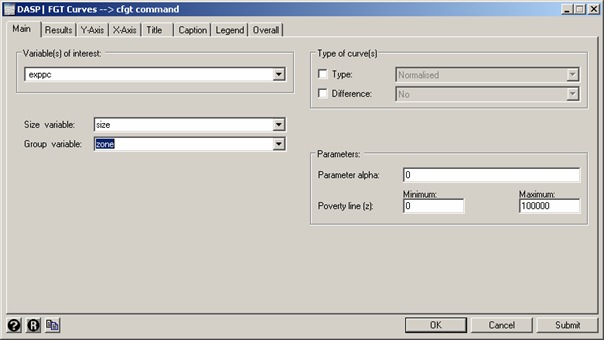 DASP| FGT Curves --> cfgt command
Main Results Y-Axis X-Axis Title Caption Legend Overall
Variable(s) of interest:
exppc
Size variable: size
Group variable: zone
Type of curve(s)
Type: Normalised
Difference: No
Parameters:
Parameter alpha: 0
Minimum: Maximum:
Poverty line (z): 0 100000
? R OK Cancel Submit